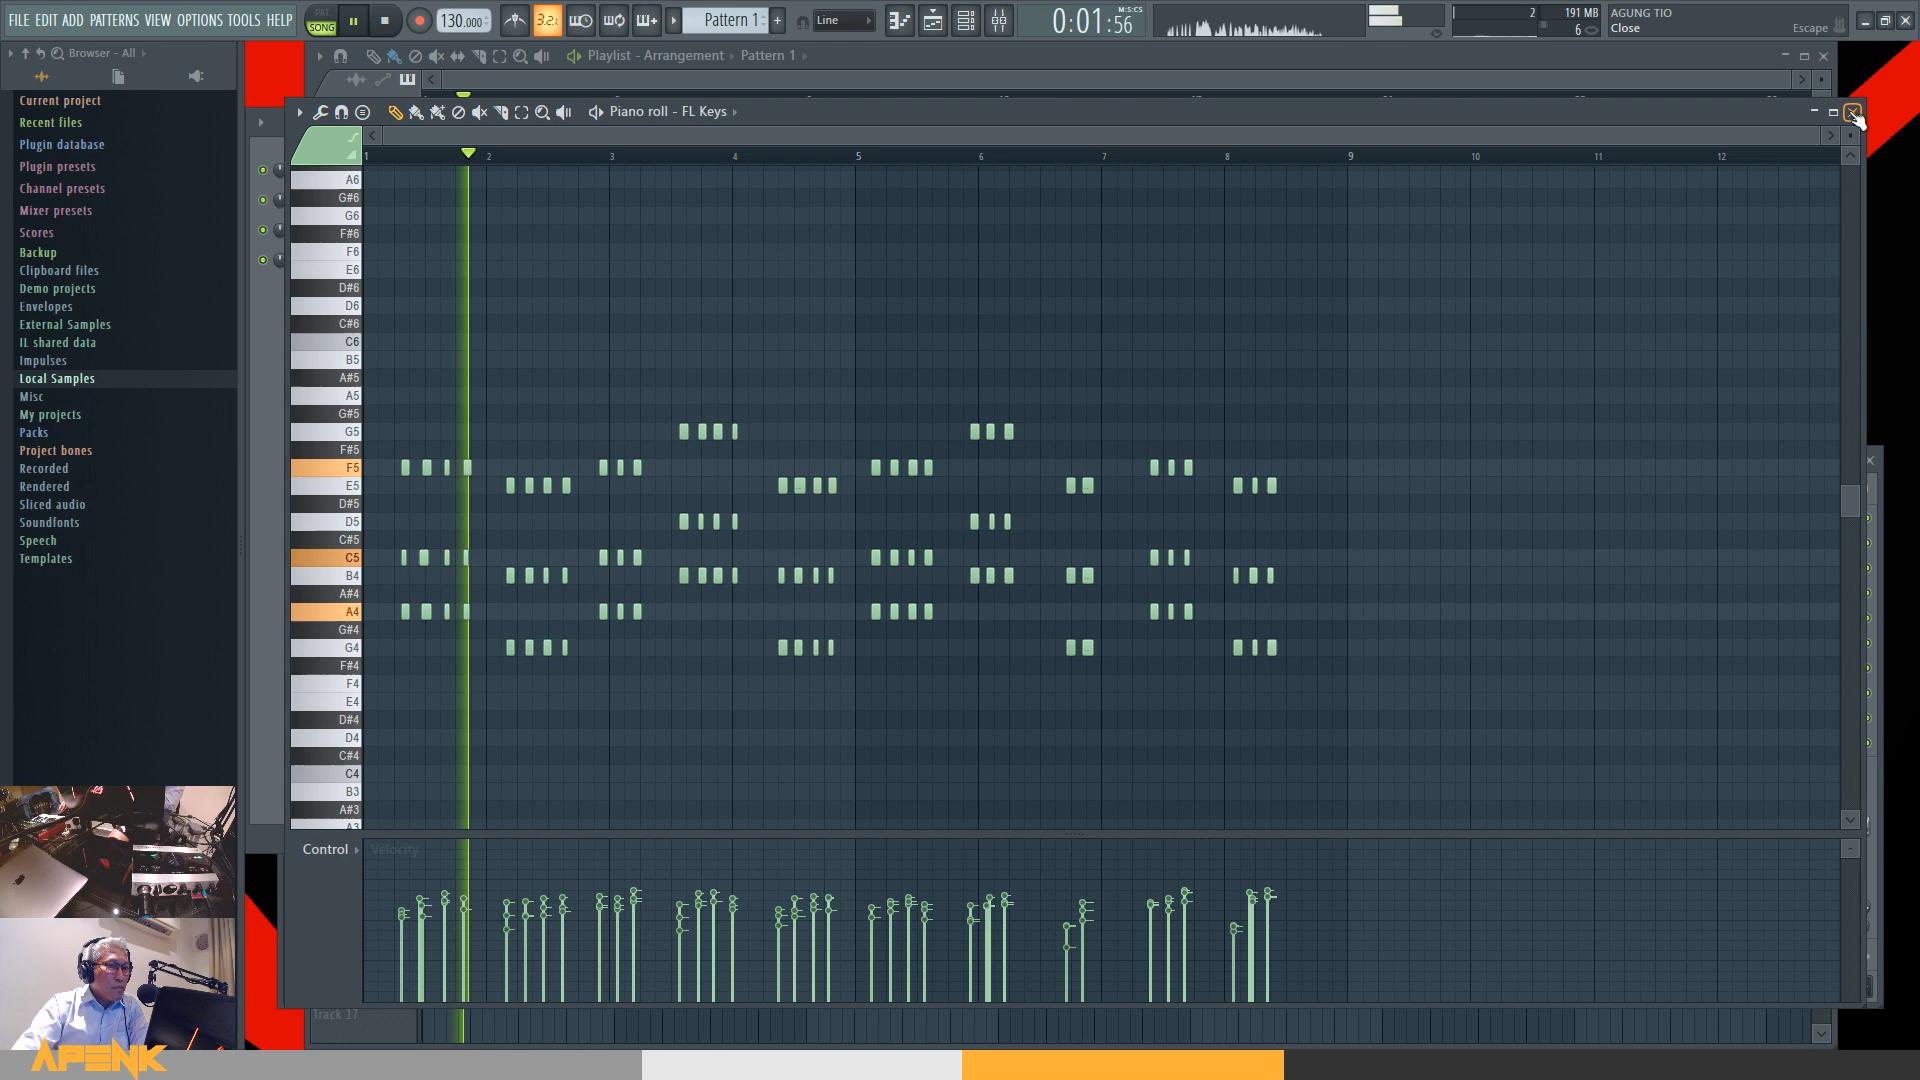 FILE EDIT ADD PATTERNS VIEW OPTIONS TOOLS HELP
PAT
SONG
130.000
3.2.1
Pattern 1
Line
0:01:56
M:S:CS
2
191 MB
6
AGUNG TIO
Close
Escape
Browser - All
Playlist - Arrangement
Pattern 1
Current project
Recent files
Plugin database
Plugin presets
Channel presets
Mixer presets
Scores
Backup
Clipboard files
Demo projects
Envelopes
External Samples
IL shared data
Impulses
Local Samples
Misc
My projects
Packs
Project bones
Recorded
Rendered
Sliced audio
Soundfonts
Speech
Templates
Piano roll - FL Keys
1 2 3 4 5 6 7 8 9 10 11 12
A6
G#6
G6
F#6
F6
E6
D#6
D6
C#6
C6
B5
A#5
A5
G#5
G5
F#5
F5
E5
D#5
D5
C#5
C5
B4
A#4
A4
G#4
G4
F#4
F4
E4
D#4
D4
C#4
C4
B3
A#3
A3
Control
Velocity
Track 17
APENK